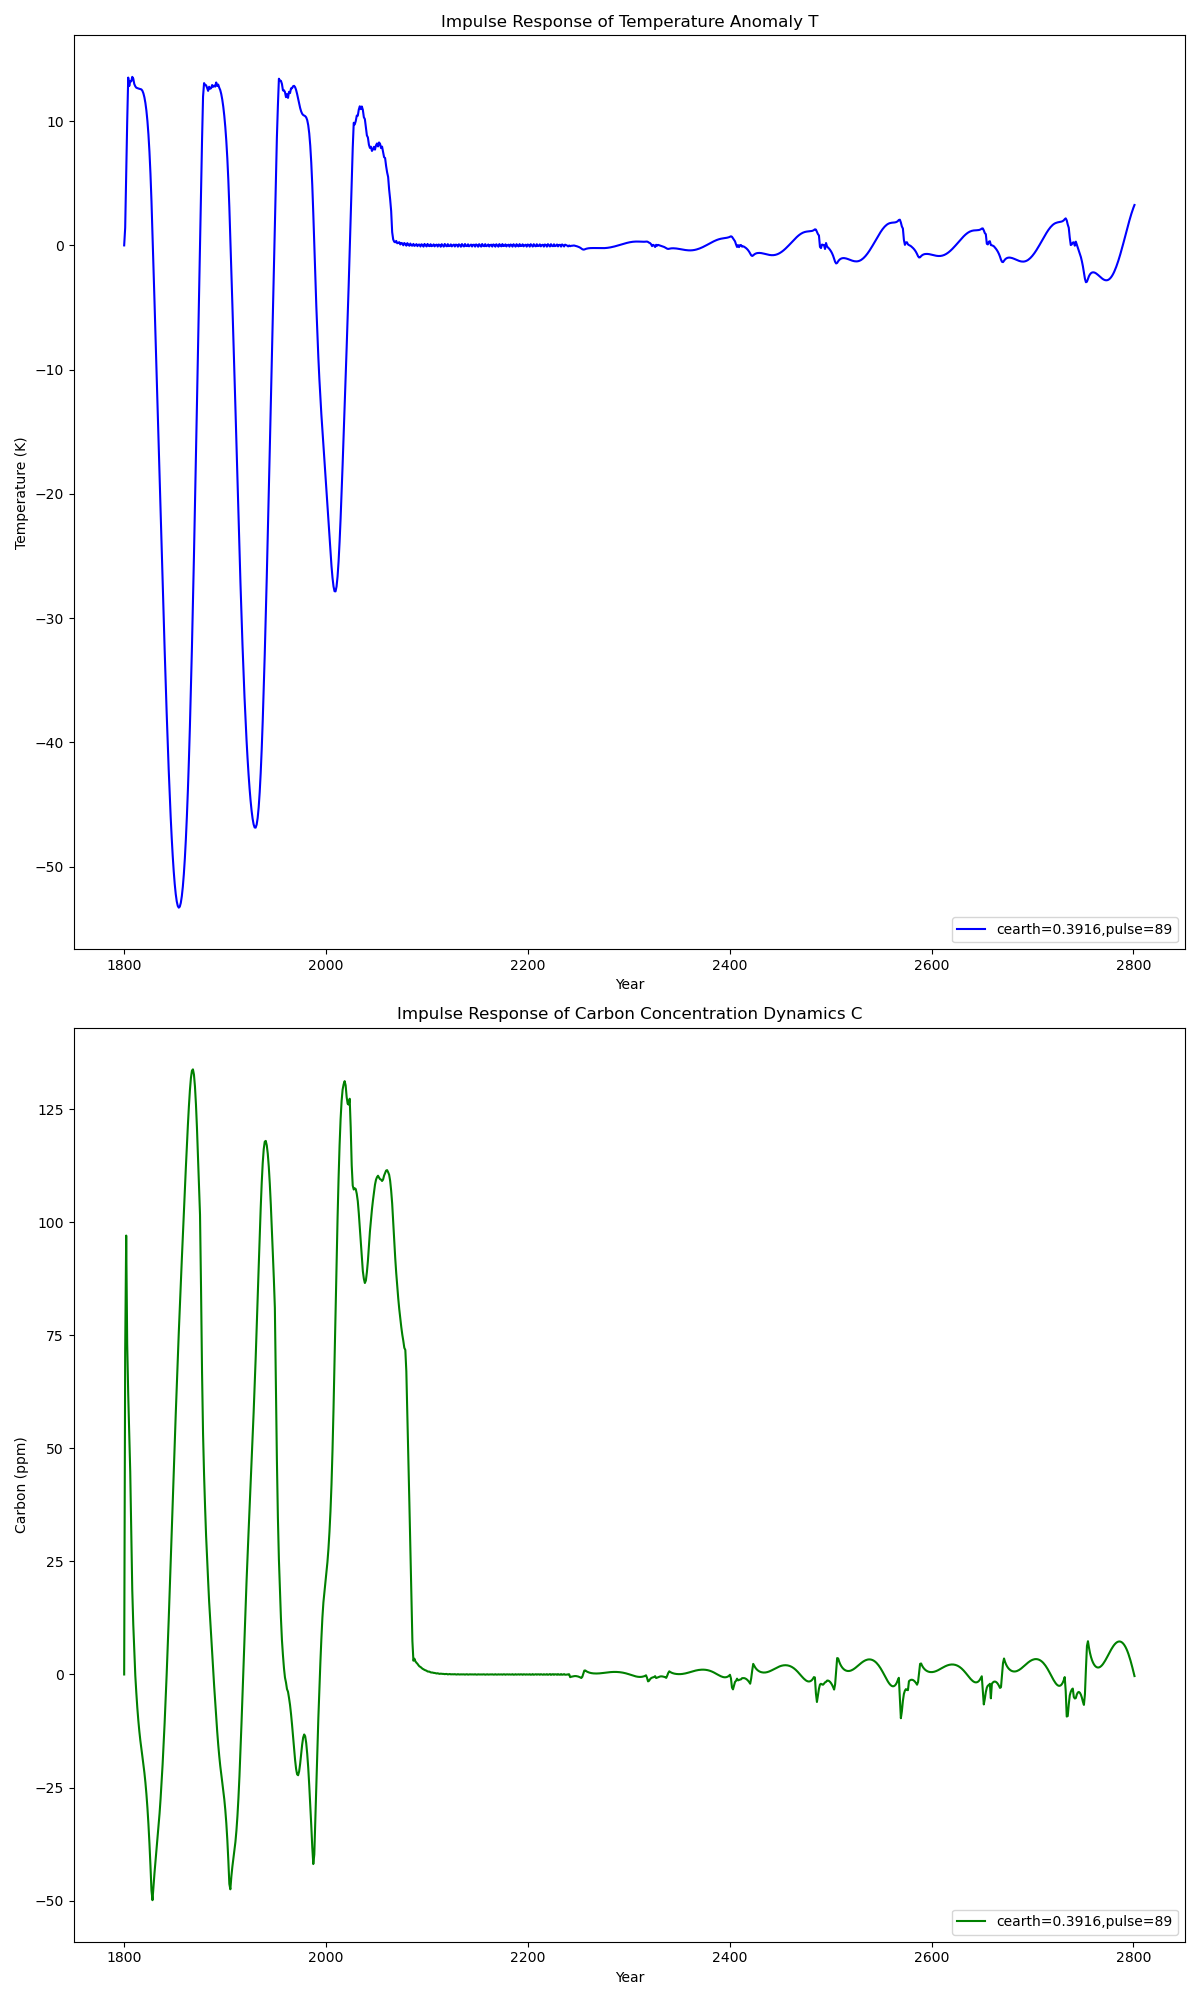 Impulse Response of Temperature Anomaly T
Temperature (K)
10
0
−10
−20
−30
−40
−50
cearth=0.3916,pulse=89
1800 2000 2200 2400 2600 2800
Year
Impulse Response of Carbon Concentration Dynamics C
Carbon (ppm)
125
100
75
50
25
0
−25
−50
cearth=0.3916,pulse=89
1800 2000 2200 2400 2600 2800
Year